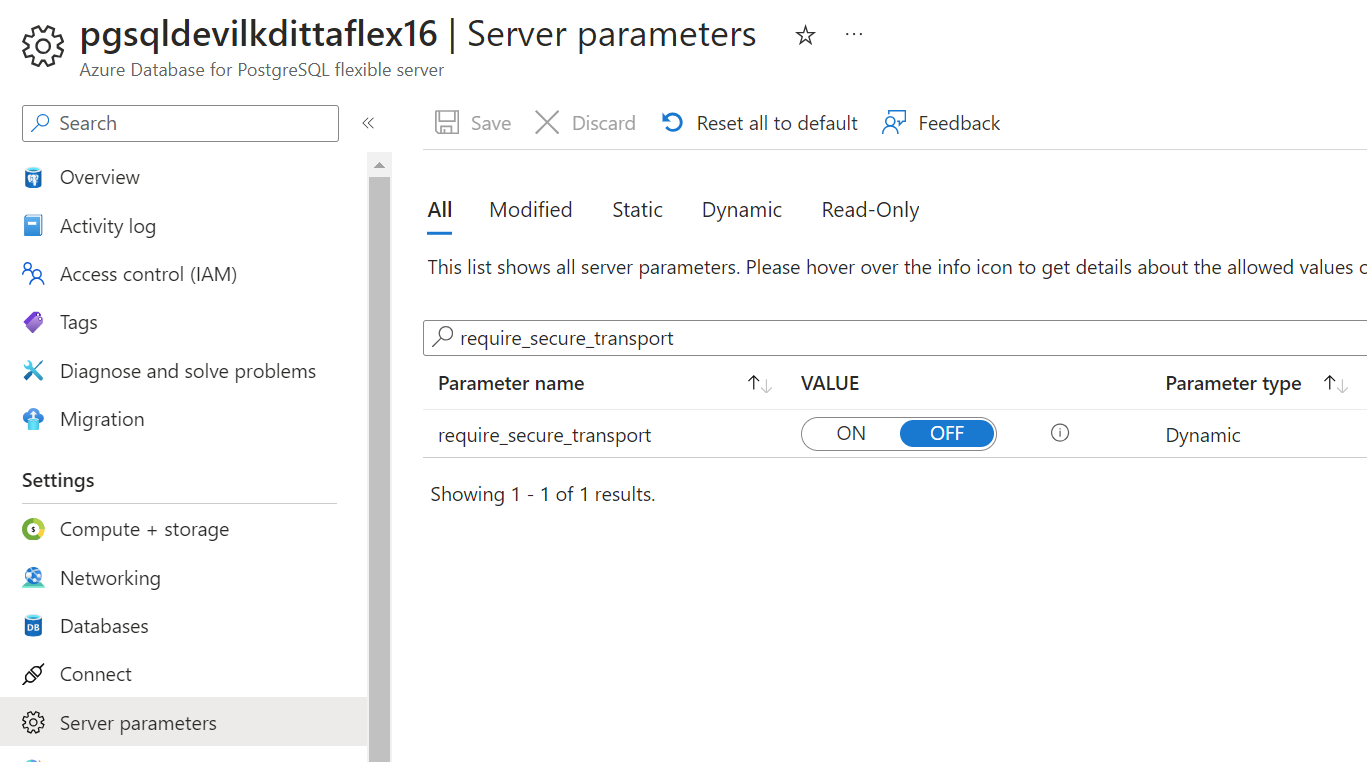 pgsqldevilkdittaflex16 | Server parameters
Azure Database for PostgreSQL flexible server
Search
Overview
Activity log
Access control (IAM)
Tags
Diagnose and solve problems
Migration
Settings
Compute + storage
Networking
Databases
Connect
Server parameters
Save Discard Reset all to default Feedback
All Modified Static Dynamic Read-Only
This list shows all server parameters. Please hover over the info icon to get details about the allowed values
require_secure_transport
Parameter name VALUE Parameter type
require_secure_transport ON OFF Dynamic
Showing 1 - 1 of 1 results.